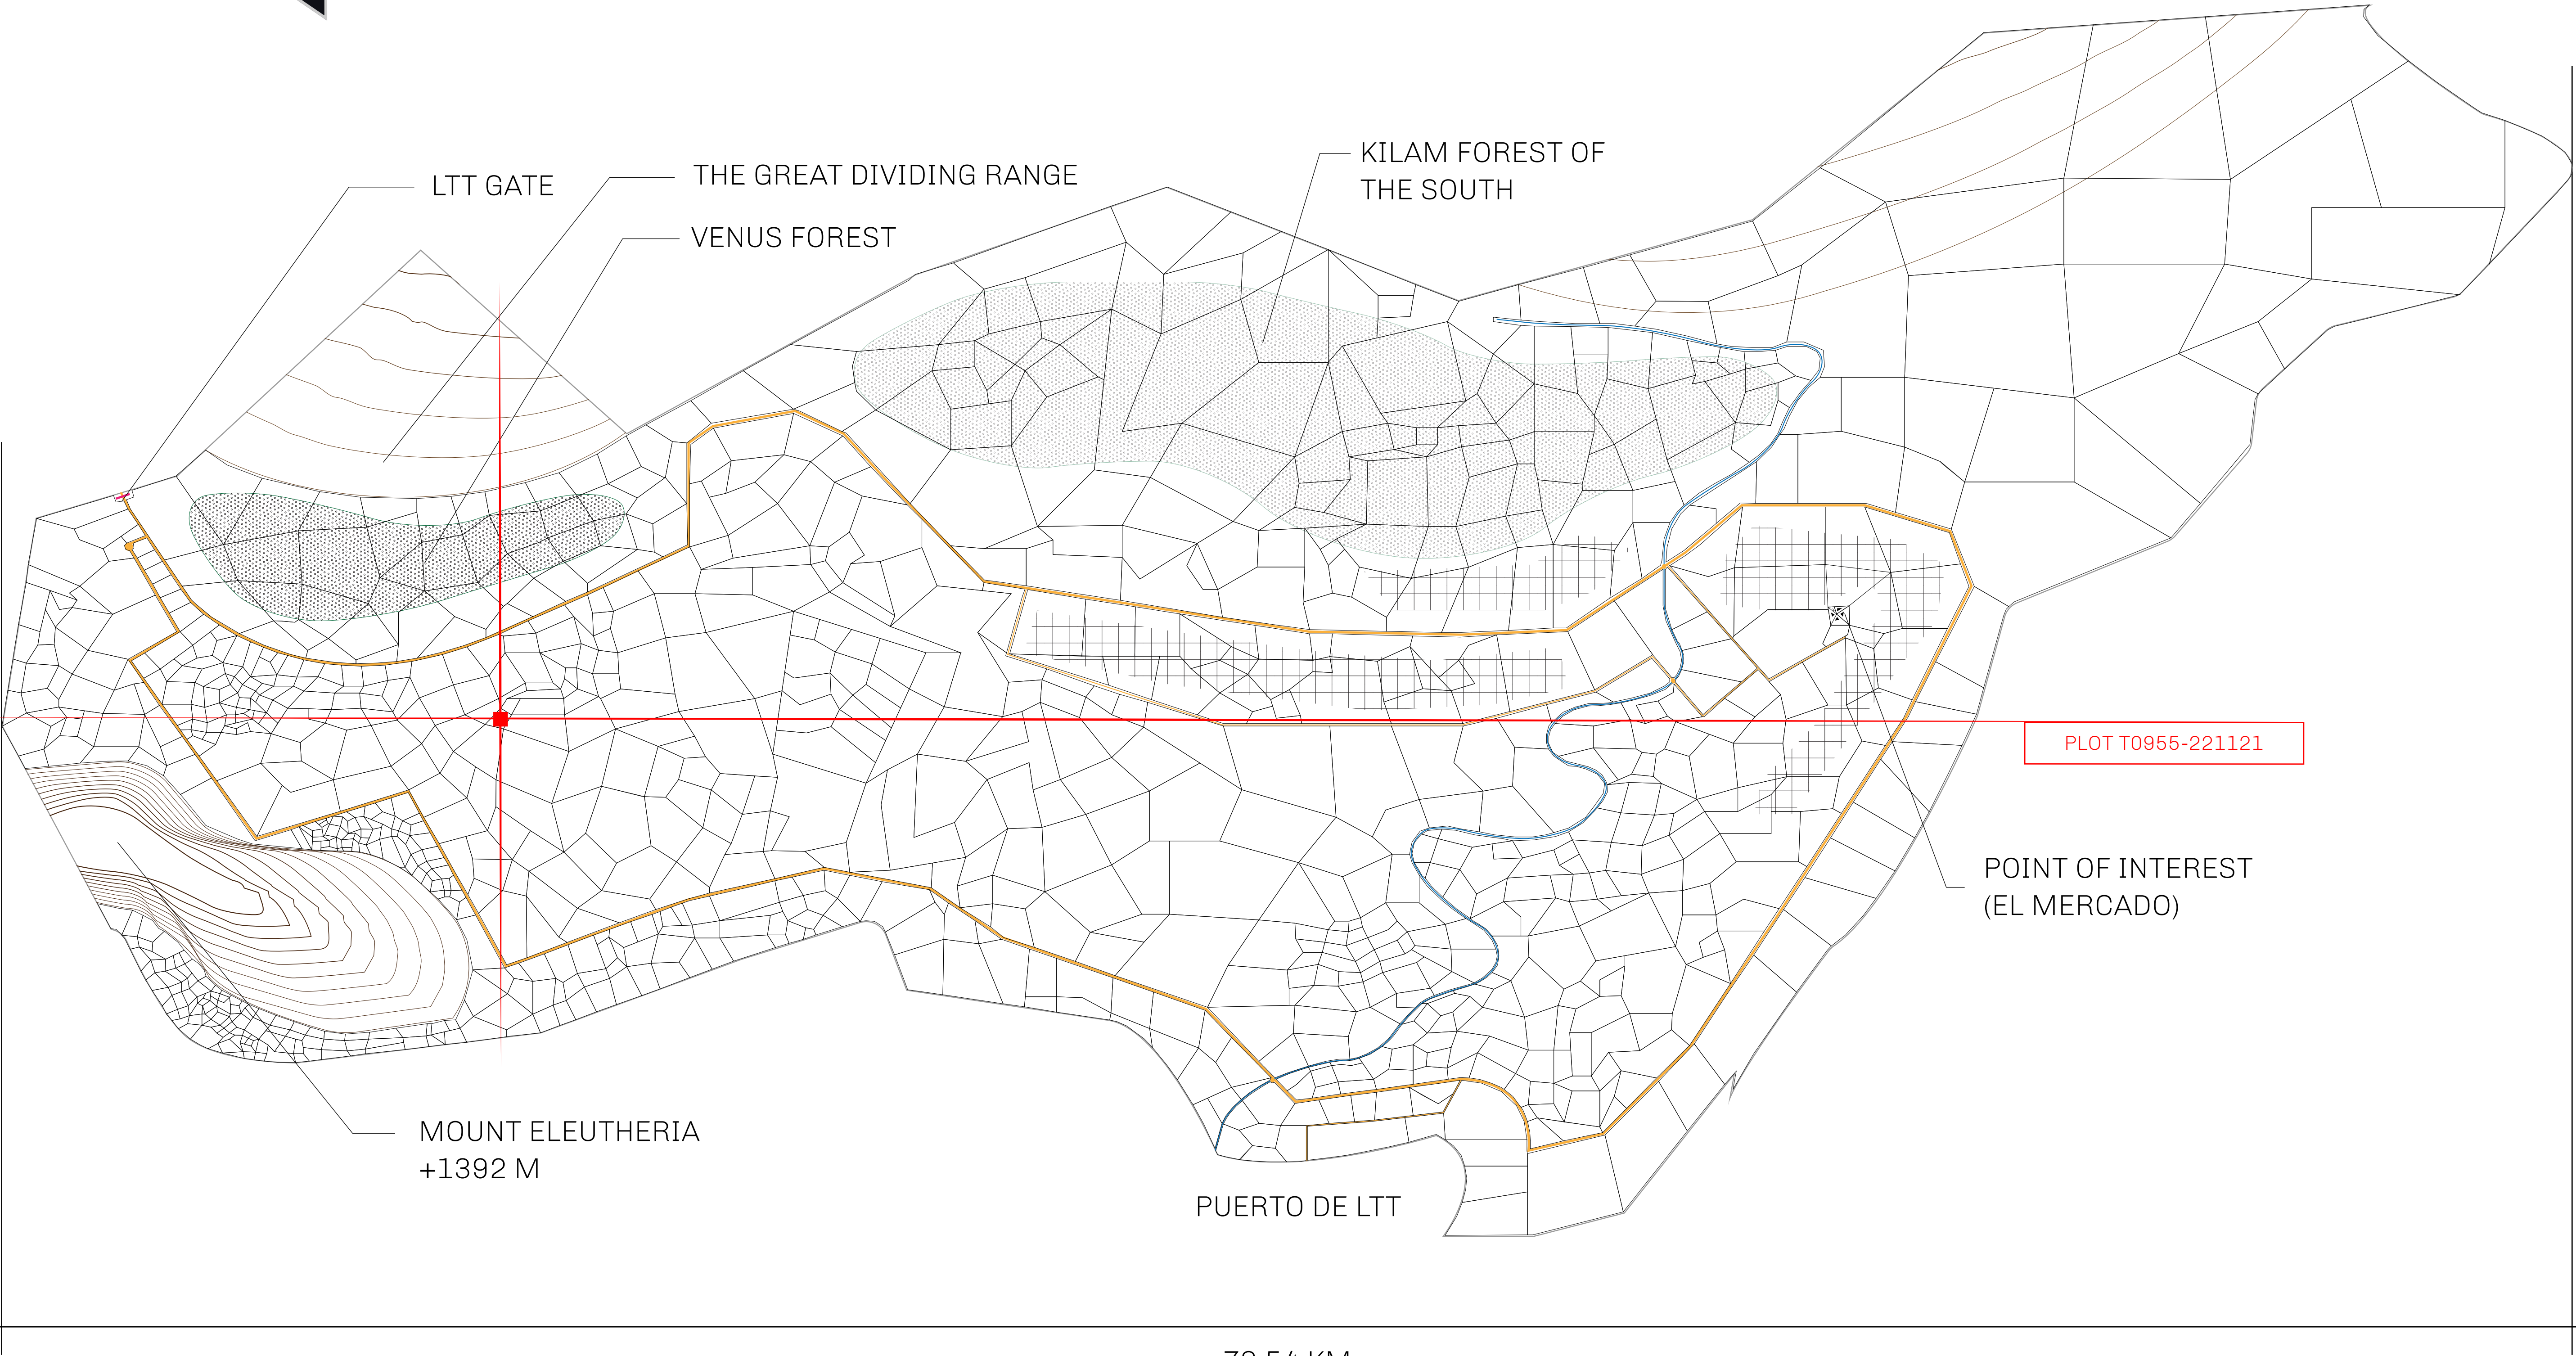 KILAM FOREST OF
THE SOUTH
LTT GATE
THE GREAT DIVIDING RANGE
VENUS FOREST
PLOT T0955-221121
POINT OF INTEREST
(EL MERCADO)
MOUNT ELEUTHERIA
+1392 M
PUERTO DE LTT
KM